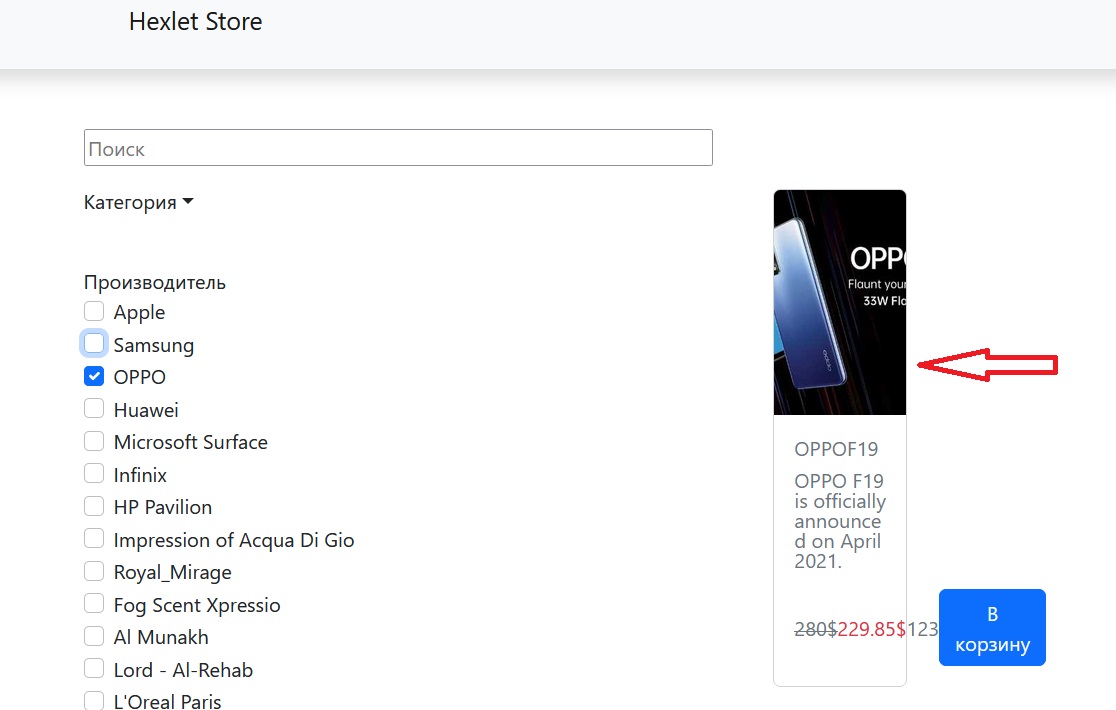 Hexlet Store
Поиск
Категория
Производитель
Apple
Samsung
OPPO
Huawei
Microsoft Surface
Infinix
HP Pavilion
Impression of Acqua Di Gio
Royal_Mirage
Fog Scent Xpressio
Al Munakh
Lord - Al-Rehab
L'Oreal Paris
OPPO
Flaunt your
33W Fla
OPPOF19
OPPO F19
is officially
announce
d on April
2021.
280$229.85$123
В
корзину